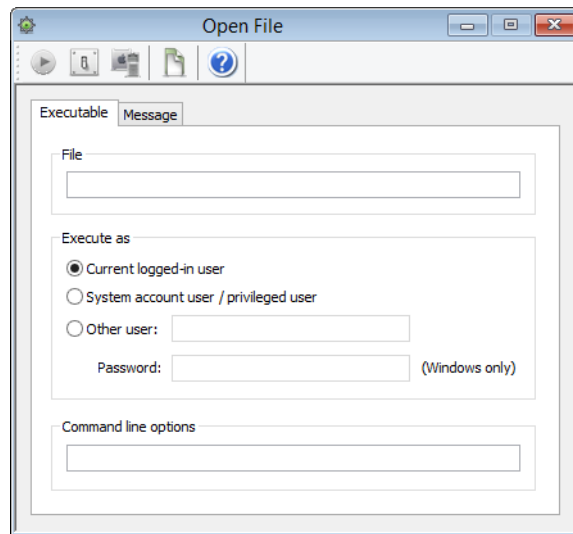 Open File
Executable
Message
File
Execute as
Current logged-in user
System account user / privileged user
Other user:
Password:
(Windows only)
Command line options